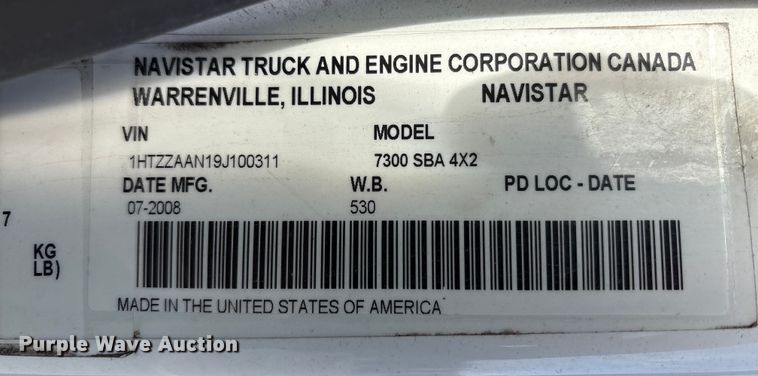 NAVISTAR TRUCK AND ENGINE CORPORATION CANADA
WARRENVILLE, ILLINOIS NAVISTAR
VIN MODEL
1HTZZAAN19J100311 7300 SBA 4X2
DATE MFG. W.B. PD LOC - DATE
07-2008 530
7
KG
LB)
MADE IN THE UNITED STATES OF AMERICA
Purple Wave Auction